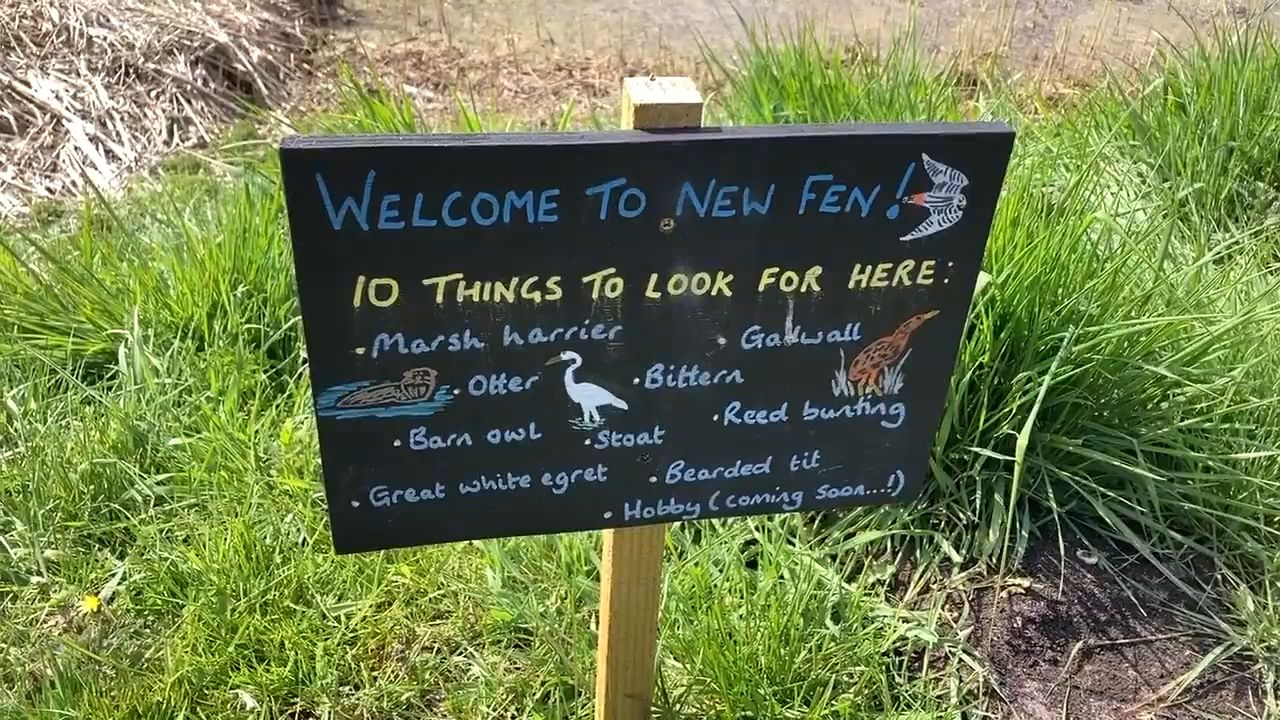 WELCOME TO NEW FEN!
10 THINGS TO LOOK FOR HERE:
• Marsh harrier
• Gadwall
• Otter
• Bittern
• Reed bunting
• Barn owl
• Stoat
• Great white egret
• Bearded tit
• Hobby (coming soon...!)